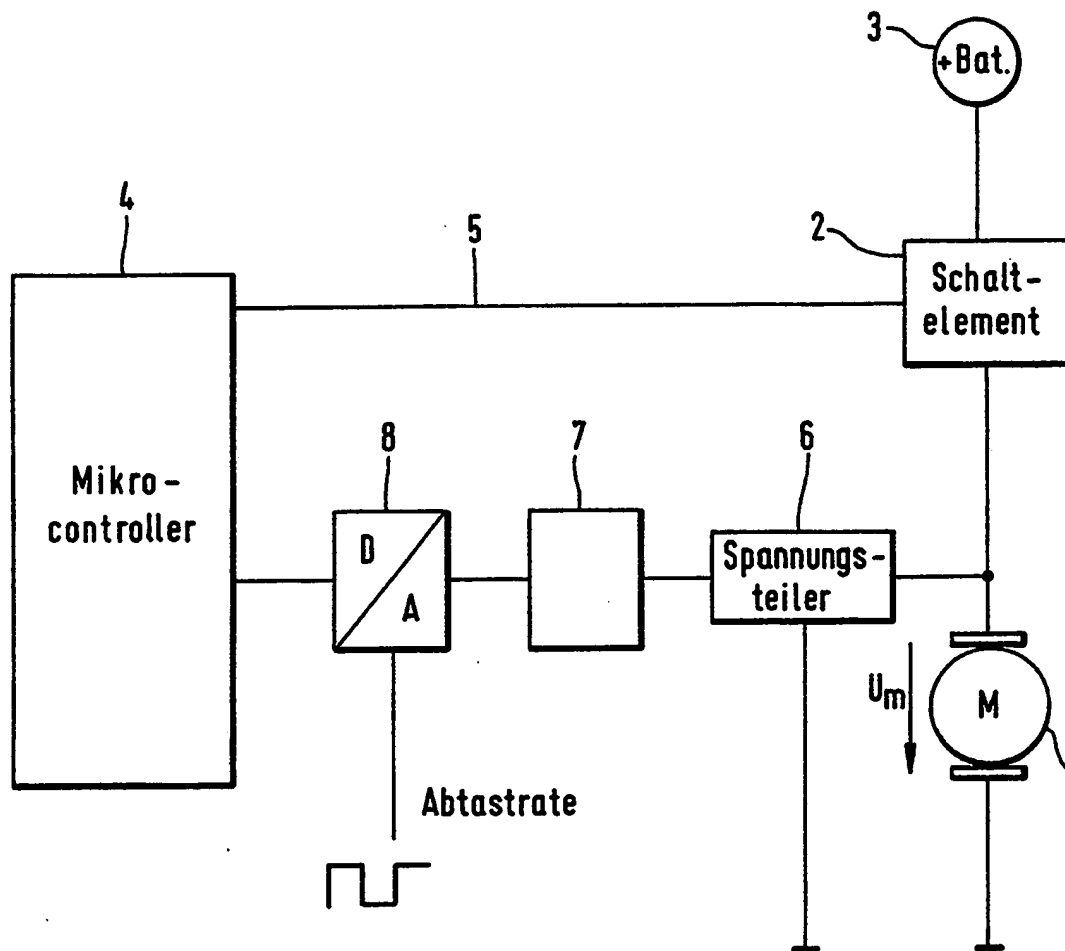 3
+Bat.
4
5
2
Schalt-
element
8
7
6
Mikro-
controller
D
A
Spannungs-
teiler
Um
M
Abtastrate